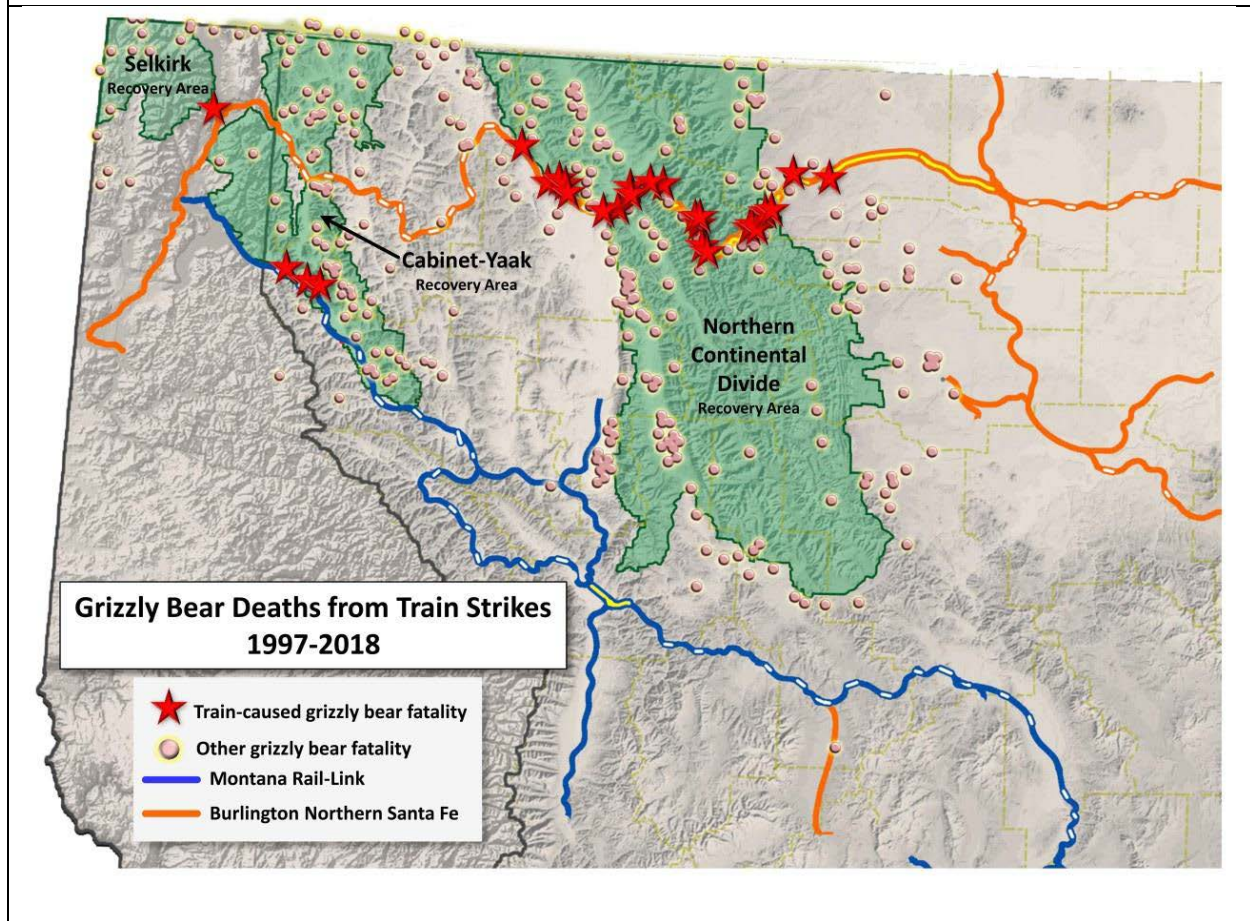 Selkirk
Recovery Area
Cabinet-Yaak
Recovery Area
Northern
Continental
Divide
Recovery Area
Grizzly Bear Deaths from Train Strikes
1997-2018
Train-caused grizzly bear fatality
Other grizzly bear fatality
Montana Rail-Link
Burlington Northern Santa Fe